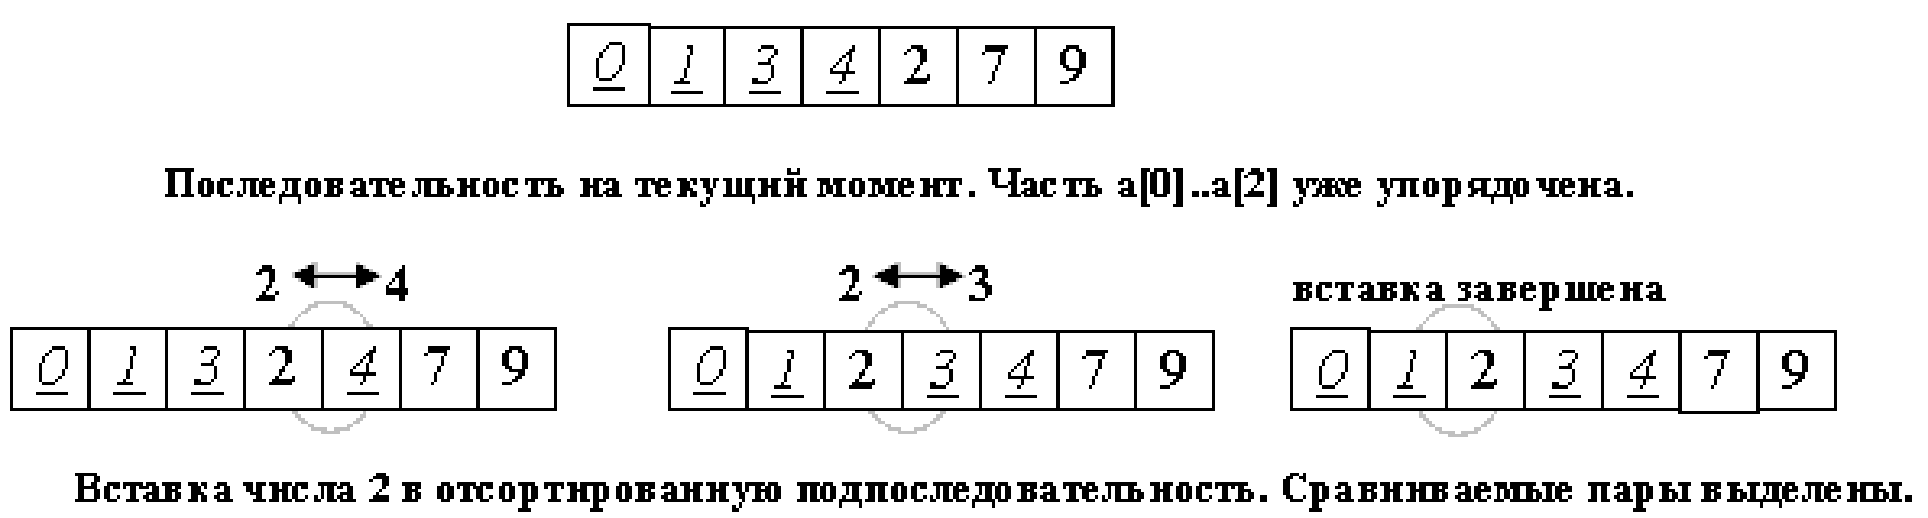 0 1 3 4 2 7 9
Последовательность на текущий момент. Часть a[0]..a[2] уже упорядочена.
2 4 2 3 вставка завершена
0 1 3 2 4 7 9 0 1 2 3 4 7 9 0 1 2 3 4 7 9
Вставка числа 2 в отсортированную подпоследовательность. Сравниваемые пары выделены.